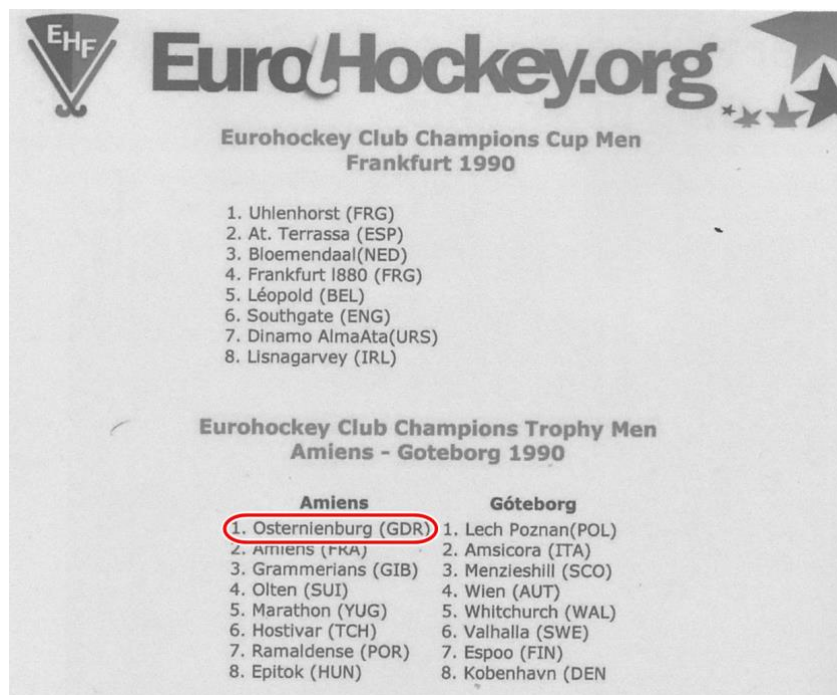 EHF
EuroHockey.org
Eurohockey Club Champions Cup Men
Frankfurt 1990
1. Uhlenhorst (FRG)
2. At. Terrassa (ESP)
3. Bloemendaal(NED)
4. Frankfurt l880 (FRG)
5. Léopold (BEL)
6. Southgate (ENG)
7. Dinamo AlmaAta(URS)
8. Lisnagarvey (IRL)
Eurohockey Club Champions Trophy Men
Amiens - Goteborg 1990
Amiens
1. Osternienburg (GDR)
2. Amiens (FRA)
3. Grammerians (GIB)
4. Olten (SUI)
5. Marathon (YUG)
6. Hostivar (TCH)
7. Ramaldense (POR)
8. Epitok (HUN)
Góteborg
1. Lech Poznan(POL)
2. Amsicora (ITA)
3. Menzieshill (SCO)
4. Wien (AUT)
5. Whitchurch (WAL)
6. Valhalla (SWE)
7. Espoo (FIN)
8. Kobenhavn (DEN